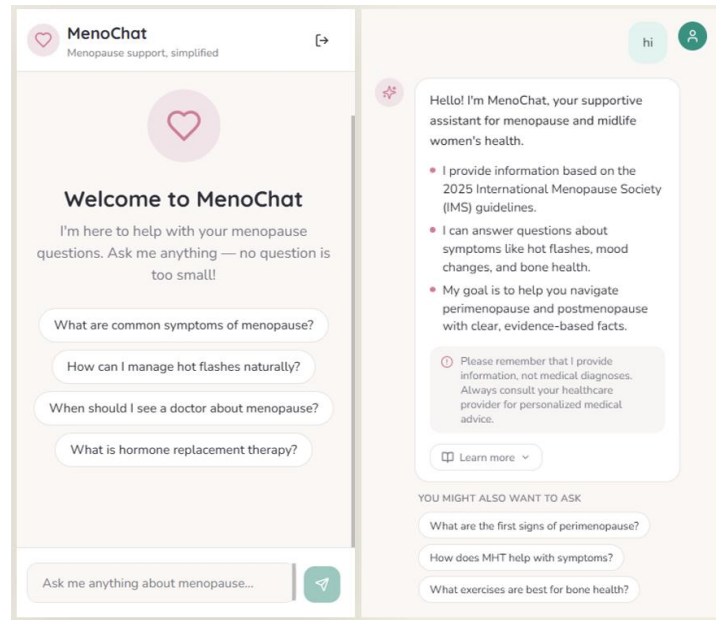 MenoChat
Menopause support, simplified
Welcome to MenoChat
I'm here to help with your menopause
questions. Ask me anything — no question is
too small!
What are common symptoms of menopause?
How can I manage hot flashes naturally?
When should I see a doctor about menopause?
What is hormone replacement therapy?
Ask me anything about menopause...
hi
Hello! I'm MenoChat, your supportive
assistant for menopause and midlife
women's health.
I provide information based on the
2025 International Menopause Society
(IMS) guidelines.
I can answer questions about
symptoms like hot flashes, mood
changes, and bone health.
My goal is to help you navigate
perimenopause and postmenopause
with clear, evidence-based facts.
Please remember that I provide
information, not medical diagnoses.
Always consult your healthcare
provider for personalized medical
advice.
Learn more
YOU MIGHT ALSO WANT TO ASK
What are the first signs of perimenopause?
How does MHT help with symptoms?
What exercises are best for bone health?